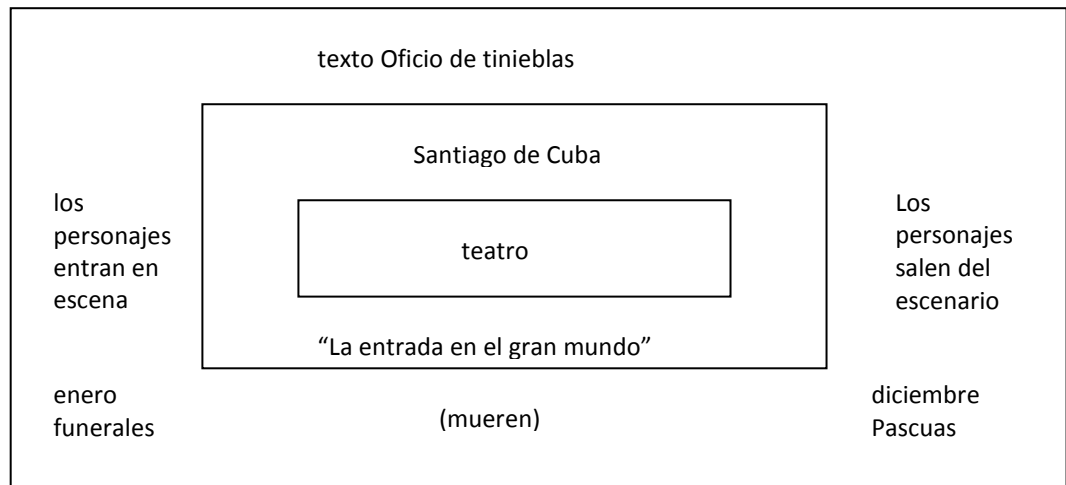 texto Oficio de tinieblas
Santiago de Cuba
los
personajes
entran en
escena
teatro
Los
personajes
salen del
escenario
“La entrada en el gran mundo”
enero
funerales
(mueren)
diciembre
Pascuas